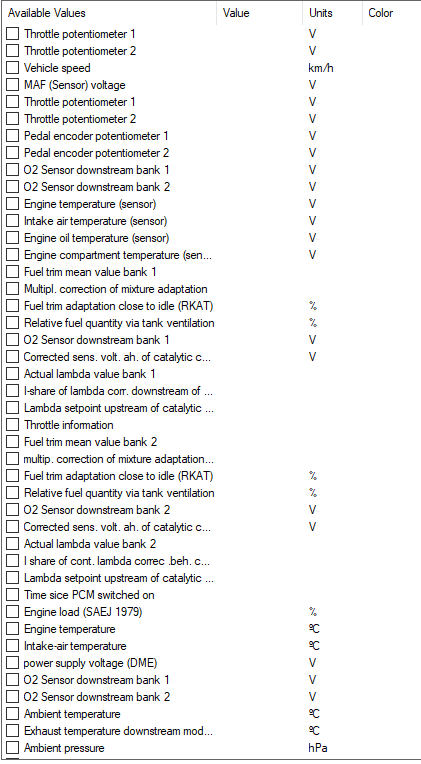 Available Values Value Units Color
Throttle potentiometer 1 V
Throttle potentiometer 2 V
Vehicle speed km/h
MAF (Sensor) voltage V
Throttle potentiometer 1 V
Throttle potentiometer 2 V
Pedal encoder potentiometer 1 V
Pedal encoder potentiometer 2 V
O2 Sensor downstream bank 1 V
O2 Sensor downstream bank 2 V
Engine temperature (sensor) V
Intake air temperature (sensor) V
Engine oil temperature (sensor) V
Engine compartment temperature (sen... V
Fuel trim mean value bank 1
Multipl. correction of mixture adaptation
Fuel trim adaptation close to idle (RKAT) %
Relative fuel quantity via tank ventilation %
O2 Sensor downstream bank 1 V
Corrected sens. volt. ah. of catalytic c... V
Actual lambda value bank 1
I-share of lambda corr. downstream of ...
Lambda setpoint upstream of catalytic ...
Throttle information
Fuel trim mean value bank 2
multip. correction of mixture adaptation...
Fuel trim adaptation close to idle (RKAT) %
Relative fuel quantity via tank ventilation %
O2 Sensor downstream bank 2 V
Corrected sens. volt. ah. of catalytic c... V
Actual lambda value bank 2
I share of cont. lambda correc .beh. c...
Lambda setpoint upstream of catalytic ...
Time sice PCM switched on
Engine load (SAEJ 1979) %
Engine temperature ºC
Intake-air temperature ºC
power supply voltage (DME) V
O2 Sensor downstream bank 1 V
O2 Sensor downstream bank 2 V
Ambient temperature ºC
Exhaust temperature downstream mod... ºC
Ambient pressure hPa